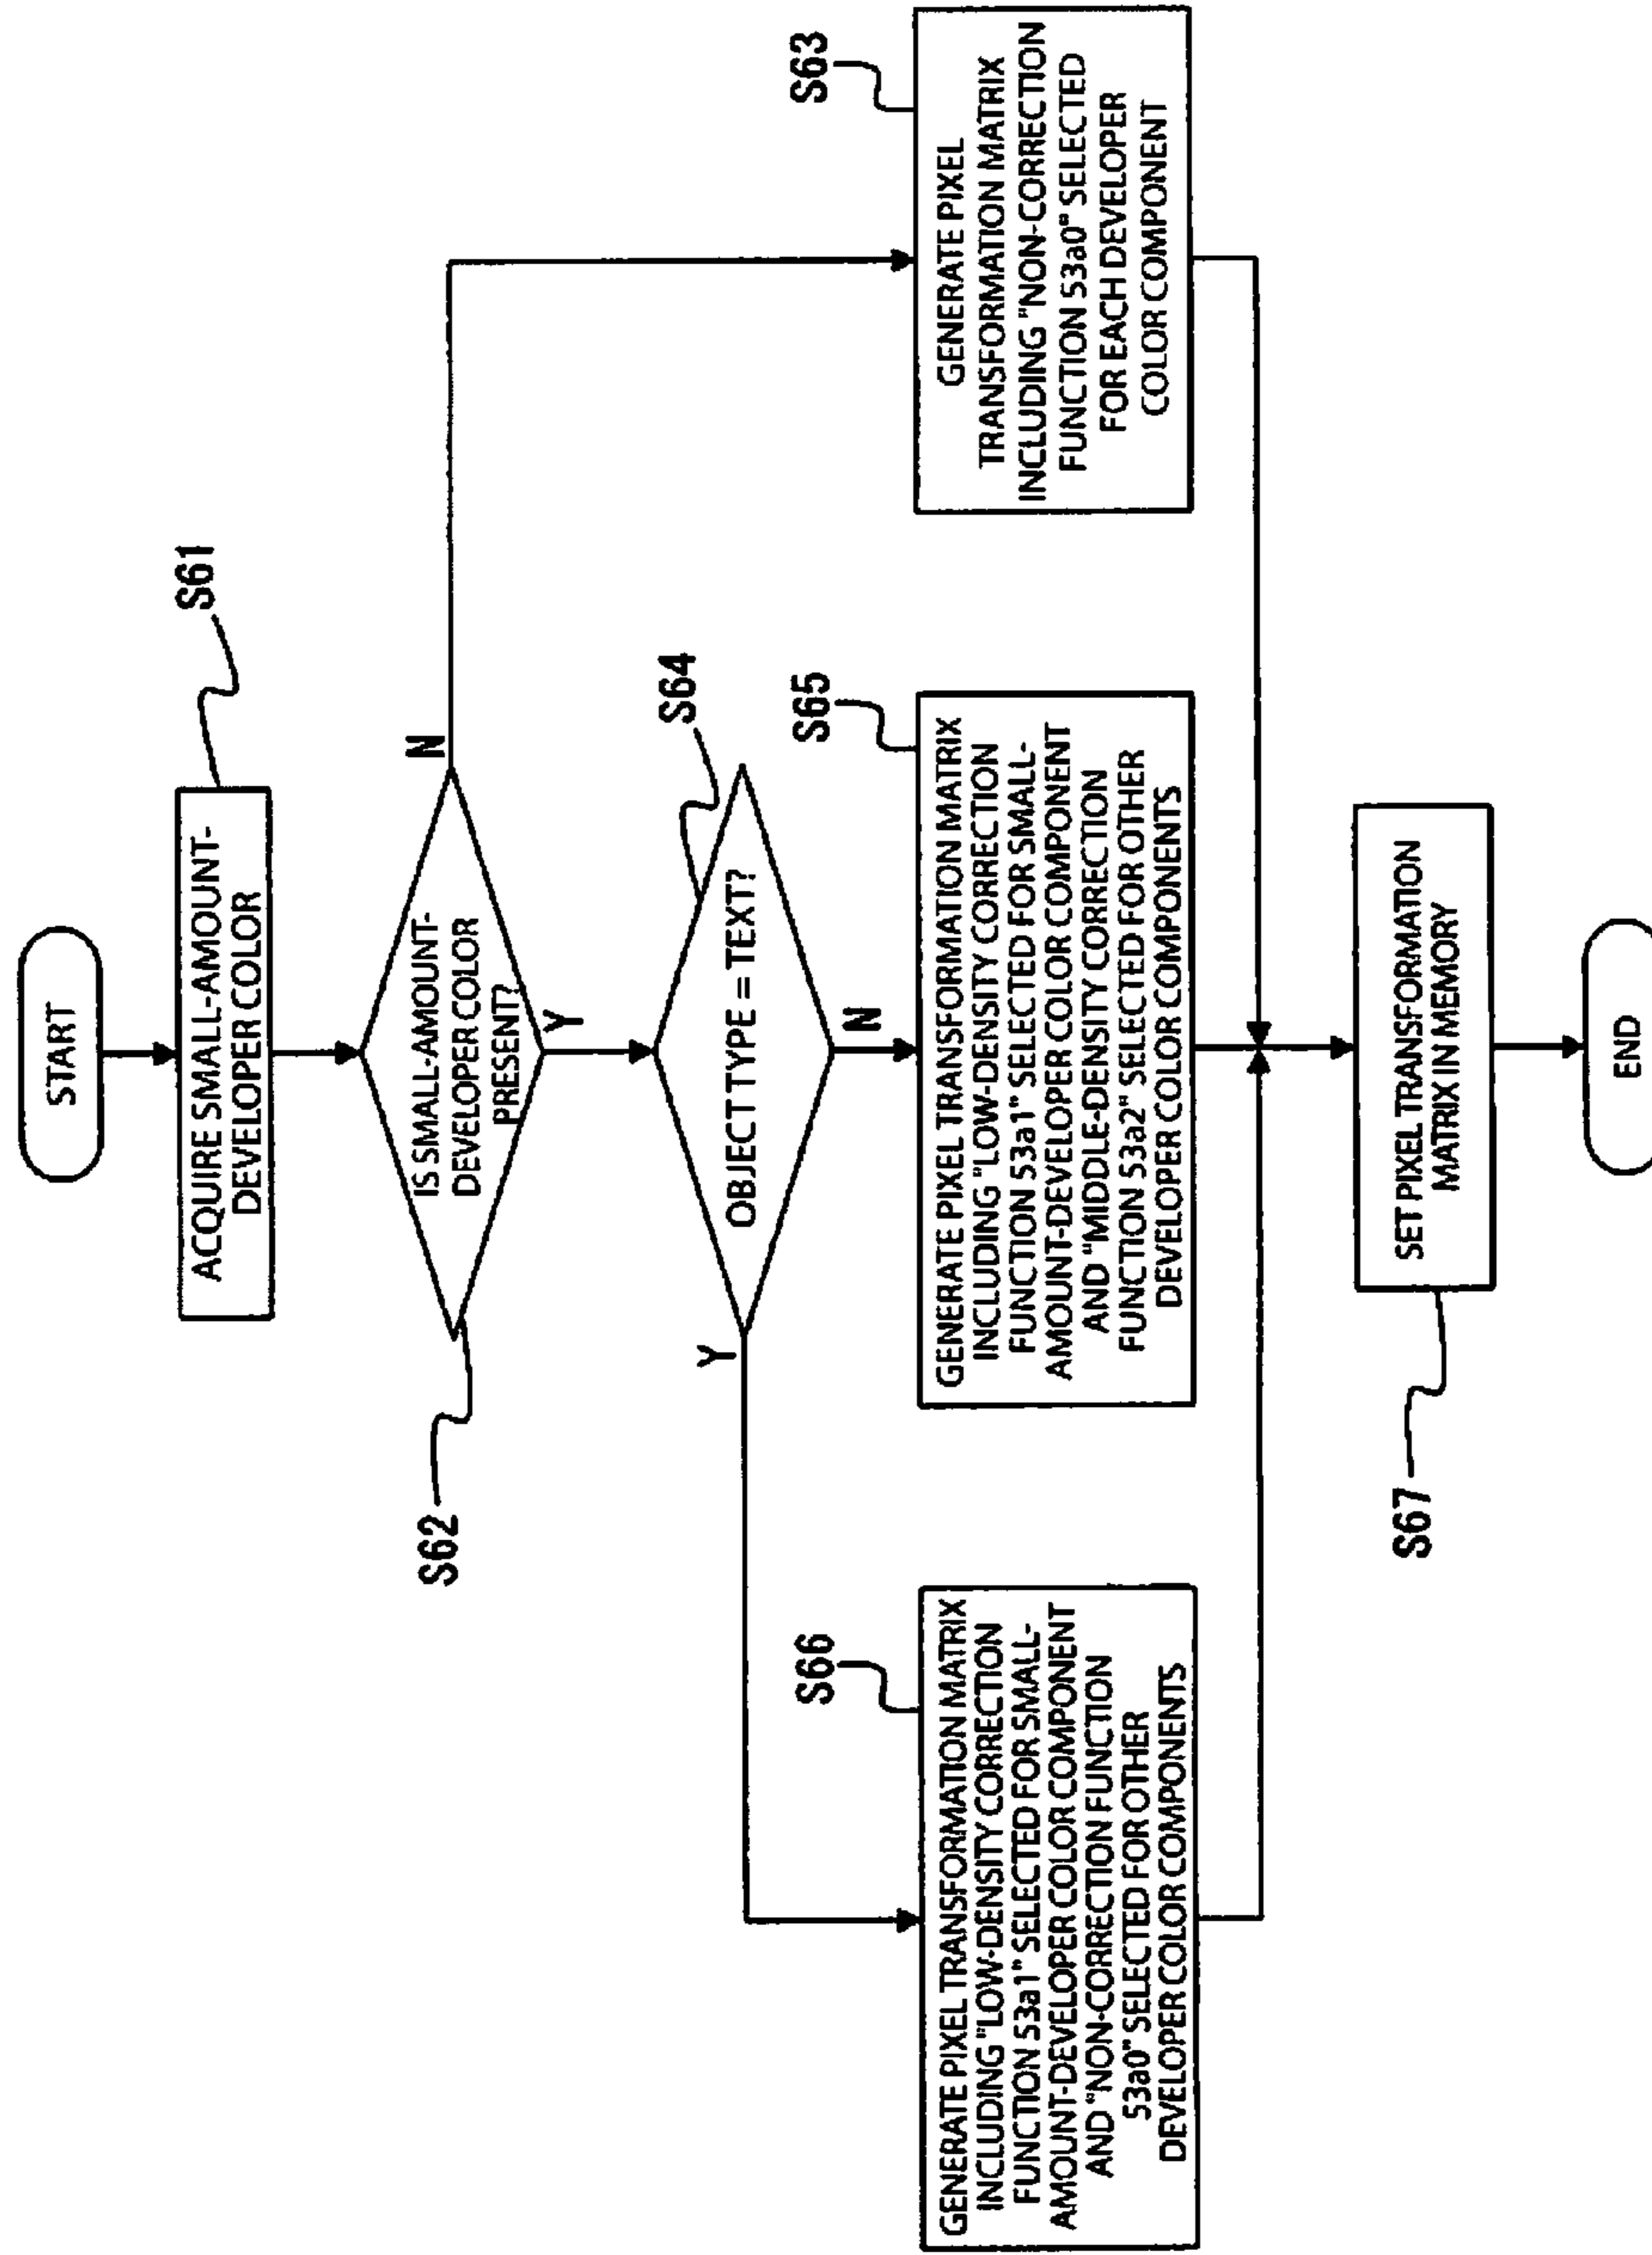 START
S61
ACQUIRE SMALL-AMOUNT-
DEVELOPER COLOR
S62
IS SMALL-AMOUNT-
DEVELOPER COLOR
PRESENT?
N
Y
S64
OBJECT TYPE = TEXT?
Y
N
S66
GENERATE PIXEL TRANSFORMATION MATRIX
INCLUDING "LOW-DENSITY CORRECTION
FUNCTION 53a1" SELECTED FOR SMALL-
AMOUNT-DEVELOPER COLOR COMPONENT
AND "NON-CORRECTION FUNCTION
53a0" SELECTED FOR OTHER
DEVELOPER COLOR COMPONENTS
S65
GENERATE PIXEL TRANSFORMATION MATRIX
INCLUDING "LOW-DENSITY CORRECTION
FUNCTION 53a1" SELECTED FOR SMALL-
AMOUNT-DEVELOPER COLOR COMPONENT
AND "MIDDLE-DENSITY CORRECTION
FUNCTION 53a2" SELECTED FOR OTHER
DEVELOPER COLOR COMPONENTS
S63
GENERATE PIXEL
TRANSFORMATION MATRIX
INCLUDING "NON-CORRECTION
FUNCTION 53a0" SELECTED
FOR EACH DEVELOPER
COLOR COMPONENT
S67
SET PIXEL TRANSFORMATION
MATRIX IN MEMORY
END